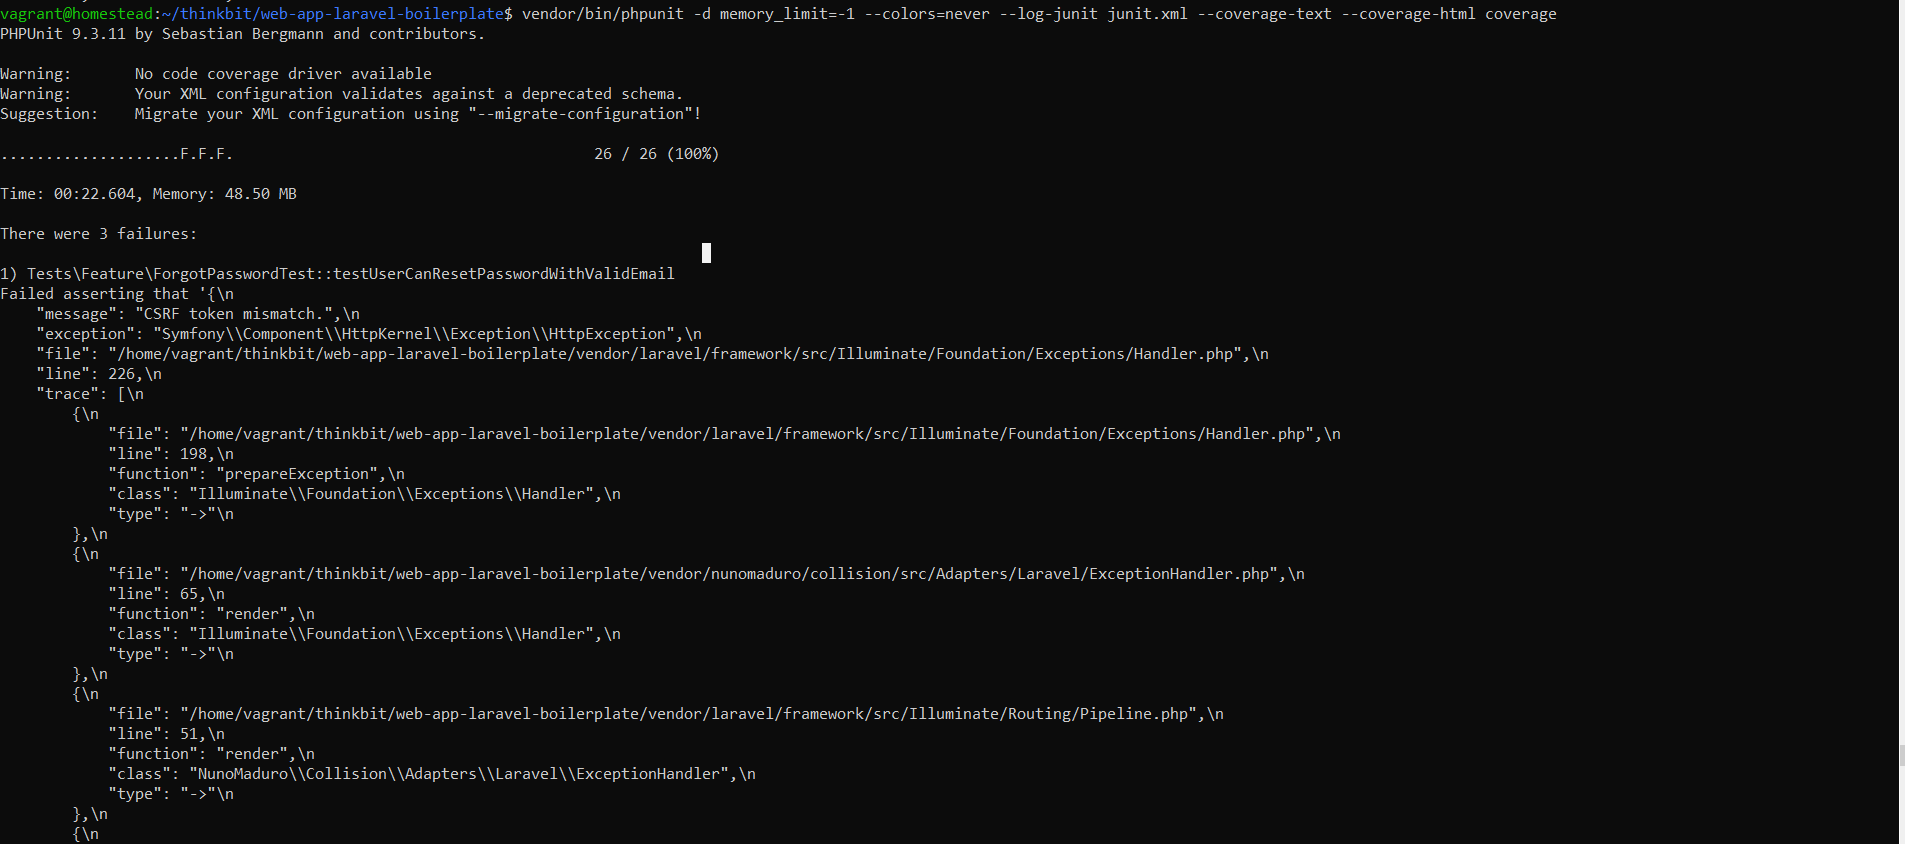 vagrant@homestead:~/thinkbit/web-app-laravel-boilerplate$ vendor/bin/phpunit -d memory_limit=-1 --colors=never --log-junit junit.xml --coverage-text --coverage-html coverage
PHPUnit 9.3.11 by Sebastian Bergmann and contributors.
Warning:       No code coverage driver available
Warning:       Your XML configuration validates against a deprecated schema.
Suggestion:    Migrate your XML configuration using "--migrate-configuration"!
....................F.F.F.                                        26 / 26 (100%)
Time: 00:22.604, Memory: 48.50 MB
There were 3 failures:
1) Tests\Feature\ForgotPasswordTest::testUserCanResetPasswordWithValidEmail
Failed asserting that '{\n
    "message": "CSRF token mismatch.",\n
    "exception": "Symfony\\Component\\HttpKernel\\Exception\\HttpException",\n
    "file": "/home/vagrant/thinkbit/web-app-laravel-boilerplate/vendor/laravel/framework/src/Illuminate/Foundation/Exceptions/Handler.php",\n
    "line": 226,\n
    "trace": [\n
        {\n
            "file": "/home/vagrant/thinkbit/web-app-laravel-boilerplate/vendor/laravel/framework/src/Illuminate/Foundation/Exceptions/Handler.php",\n
            "line": 198,\n
            "function": "prepareException",\n
            "class": "Illuminate\\Foundation\\Exceptions\\Handler",\n
            "type": "->"\n
        },\n
        {\n
            "file": "/home/vagrant/thinkbit/web-app-laravel-boilerplate/vendor/nunomaduro/collision/src/Adapters/Laravel/ExceptionHandler.php",\n
            "line": 65,\n
            "function": "render",\n
            "class": "Illuminate\\Foundation\\Exceptions\\Handler",\n
            "type": "->"\n
        },\n
        {\n
            "file": "/home/vagrant/thinkbit/web-app-laravel-boilerplate/vendor/laravel/framework/src/Illuminate/Routing/Pipeline.php",\n
            "line": 51,\n
            "function": "render",\n
            "class": "NunoMaduro\\Collision\\Adapters\\Laravel\\ExceptionHandler",\n
            "type": "->"\n
        },\n
        {\n